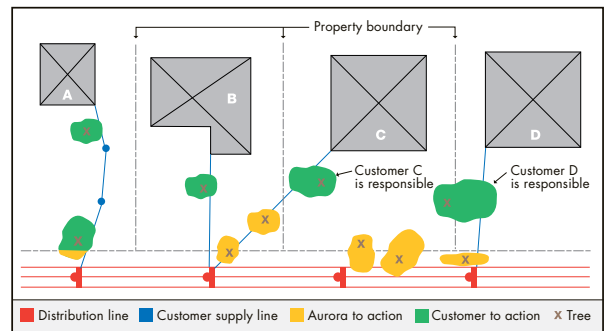 Property boundary
A
B
C
D
Customer C
is responsible
Customer D
is responsible
x
x
x
x
x
x
x
x
x
x
Distribution line
Customer supply line
Aurora to action
Customer to action
x Tree